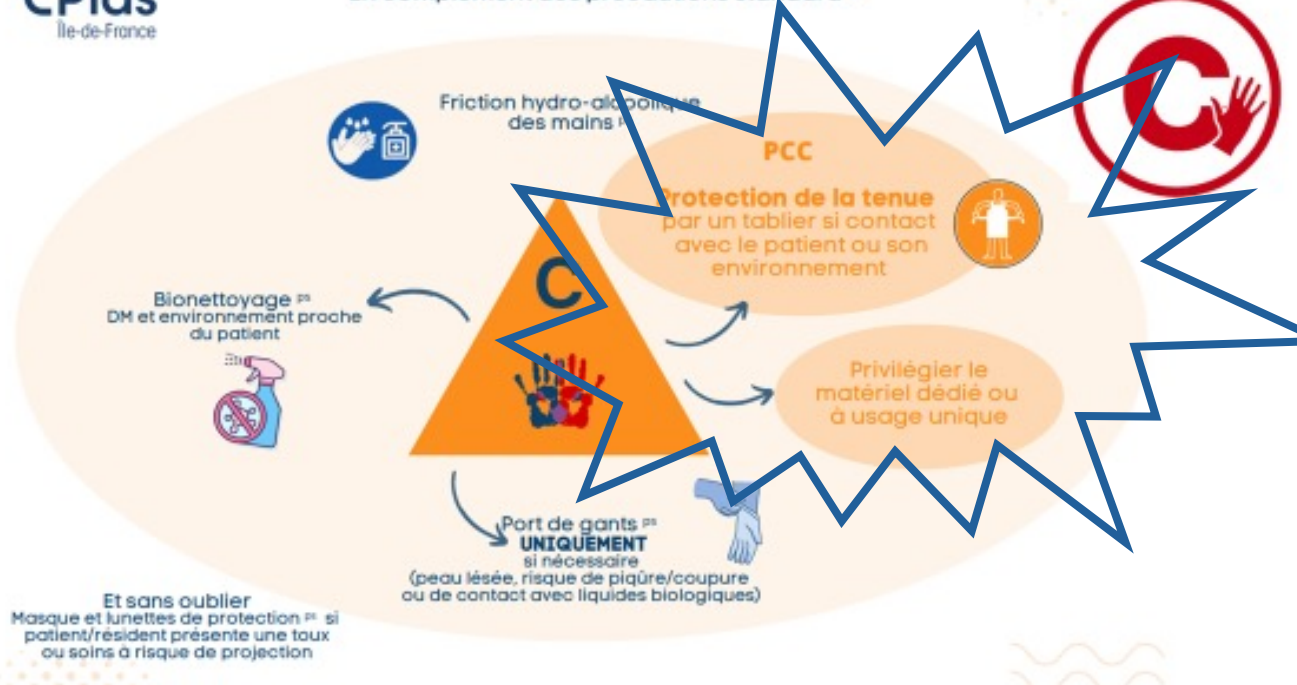 CPias
Île-de-France
Friction hydro-alcoolique
des mains
PCC
Protection de la tenue
par un tablier si contact
avec le patient ou son
environnement
C
C
Bionettoyage ps
DM et environnement proche
du patient
Privilégier le
matériel dédié ou
à usage unique
Port de gants ps
UNIQUEMENT
si nécessaire
(peau lésée, risque de piqûre/coupure
ou de contact avec liquides biologiques)
Et sans oublier
Masque et lunettes de protection ps si
patient/résident présente une toux
ou soins à risque de projection